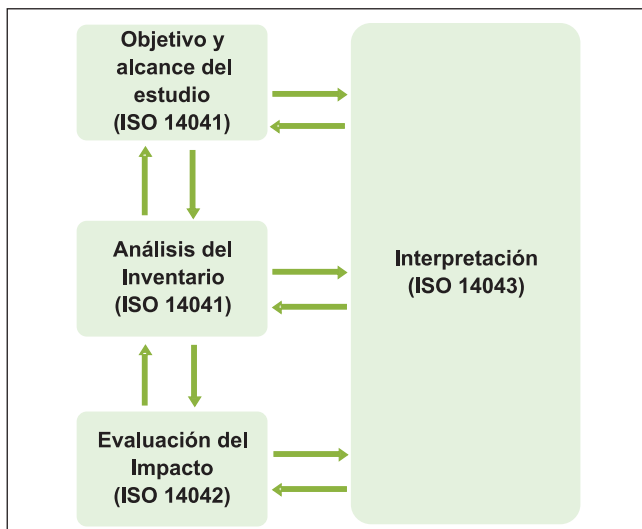 Objetivo y
alcance del
estudio
(ISO 14041)
Análisis del
Inventario
(ISO 14041)
Interpretación
(ISO 14043)
Evaluación del
Impacto
(ISO 14042)